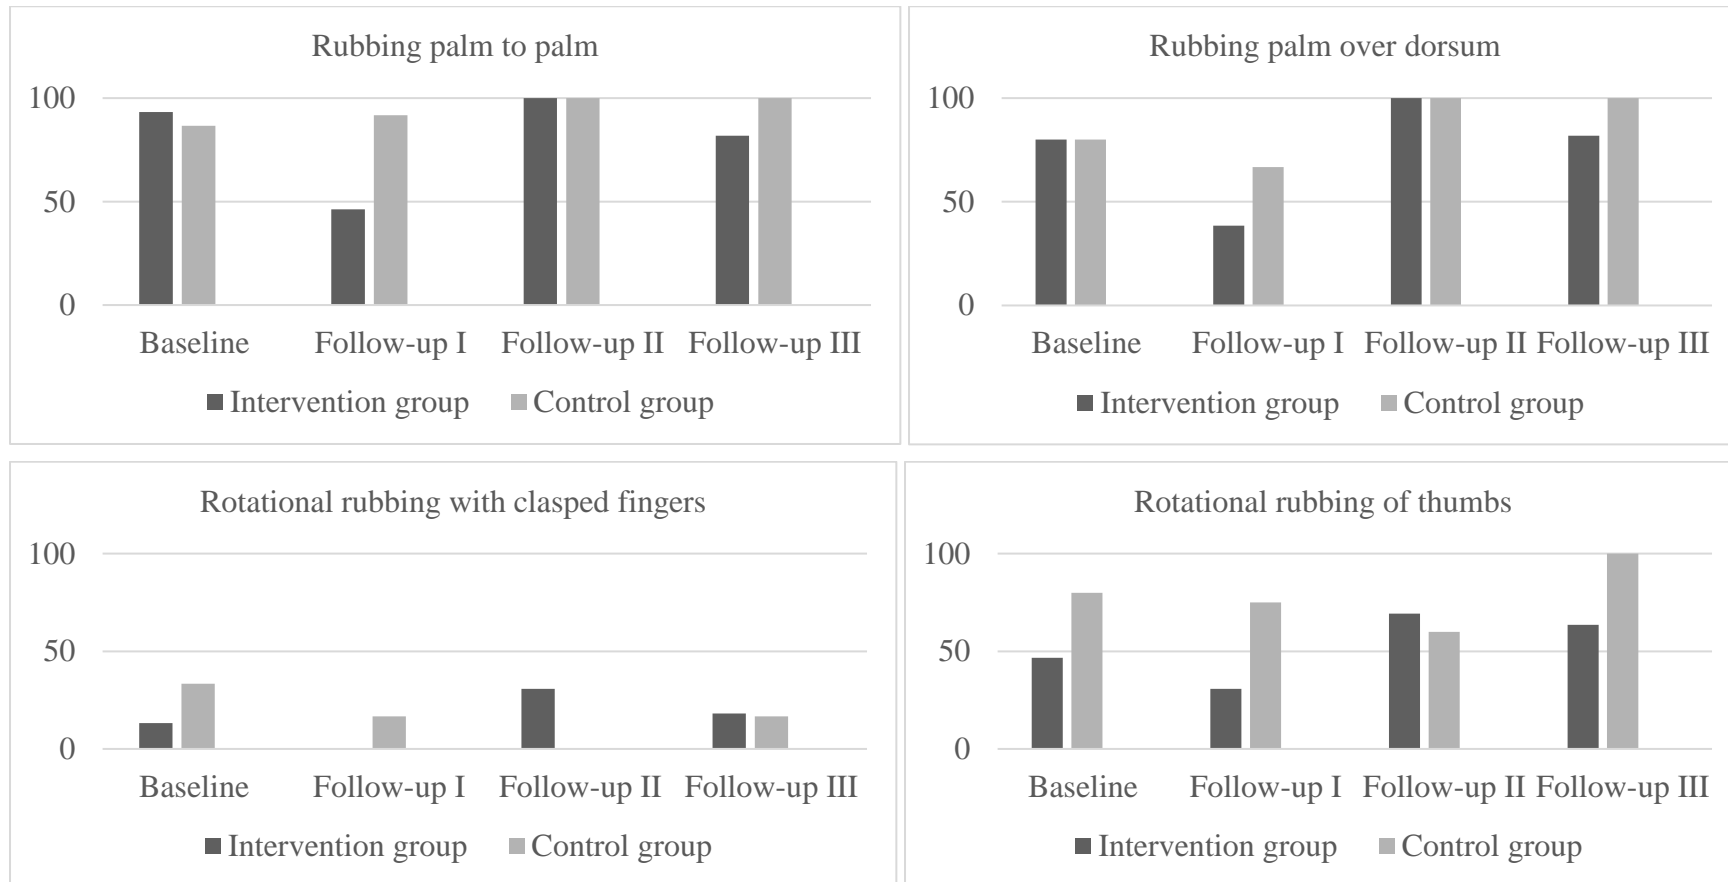 Rubbing palm to palm
100
50
0
Baseline Follow-up I Follow-up II Follow-up III
Intervention group Control group
Rubbing palm over dorsum
100
50
0
Baseline Follow-up I Follow-up II Follow-up III
Intervention group Control group
Rotational rubbing with clasped fingers
100
50
0
Baseline Follow-up I Follow-up II Follow-up III
Intervention group Control group
Rotational rubbing of thumbs
100
50
0
Baseline Follow-up I Follow-up II Follow-up III
Intervention group Control group